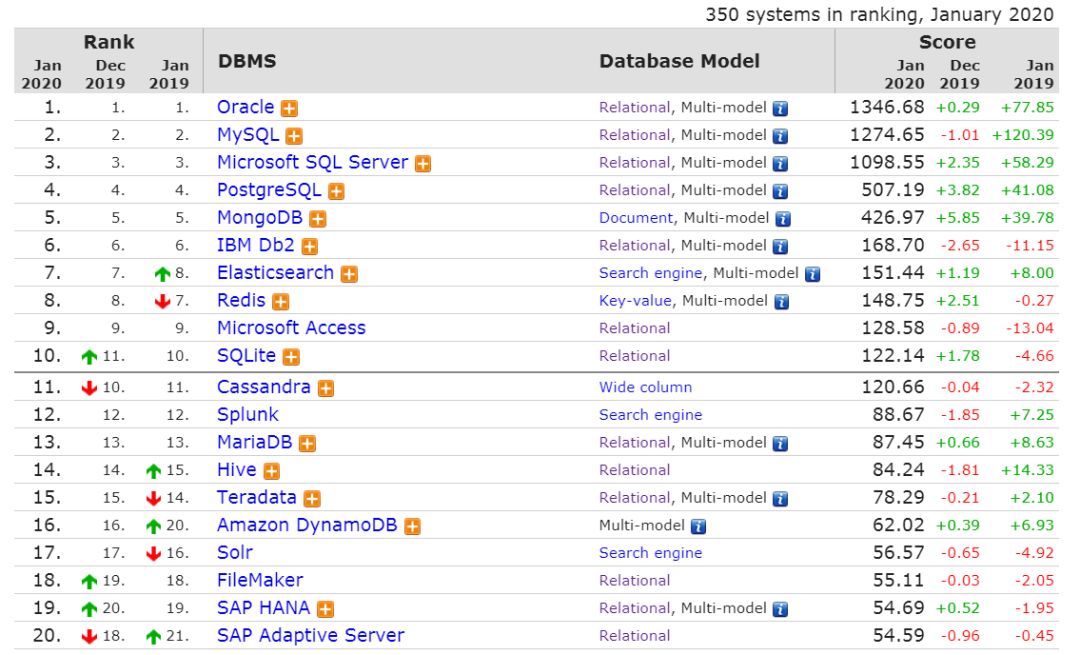 350 systems in ranking, January 2020
Rank Score
Jan Dec Jan DBMS Database Model Jan Dec Jan
2020 2019 2019 2020 2019 2019
1. 1. 1. Oracle Relational, Multi-model 1346.68 +0.29 +77.85
2. 2. 2. MySQL Relational, Multi-model 1274.65 -1.01 +120.39
3. 3. 3. Microsoft SQL Server Relational, Multi-model 1098.55 +2.35 +58.29
4. 4. 4. PostgreSQL Relational, Multi-model 507.19 +3.82 +41.08
5. 5. 5. MongoDB Document, Multi-model 426.97 +5.85 +39.78
6. 6. 6. IBM Db2 Relational, Multi-model 168.70 -2.65 -11.15
7. 7. 8. Elasticsearch Search engine, Multi-model 151.44 +1.19 +8.00
8. 8. 7. Redis Key-value, Multi-model 148.75 +2.51 -0.27
9. 9. 9. Microsoft Access Relational 128.58 -0.89 -13.04
10. 11. 10. SQLite Relational 122.14 +1.78 -4.66
11. 10. 11. Cassandra Wide column 120.66 -0.04 -2.32
12. 12. 12. Splunk Search engine 88.67 -1.85 +7.25
13. 13. 13. MariaDB Relational, Multi-model 87.45 +0.66 +8.63
14. 14. 15. Hive Relational 84.24 -1.81 +14.33
15. 15. 14. Teradata Relational, Multi-model 78.29 -0.21 +2.10
16. 16. 20. Amazon DynamoDB Multi-model 62.02 +0.39 +6.93
17. 17. 16. Solr Search engine 56.57 -0.65 -4.92
18. 19. 18. FileMaker Relational 55.11 -0.03 -2.05
19. 20. 19. SAP HANA Relational, Multi-model 54.69 +0.52 -1.95
20. 18. 21. SAP Adaptive Server Relational 54.59 -0.96 -0.45